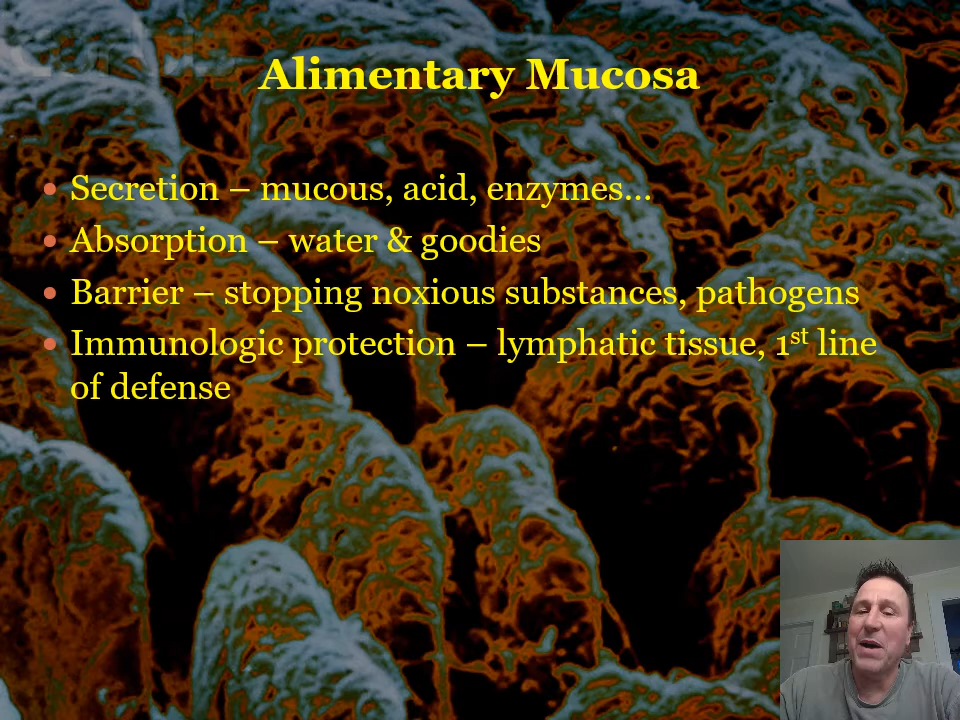 Alimentary Mucosa
• Secretion – mucous, acid, enzymes…
• Absorption – water & goodies
• Barrier – stopping noxious substances, pathogens
• Immunologic protection – lymphatic tissue, 1st line
of defense